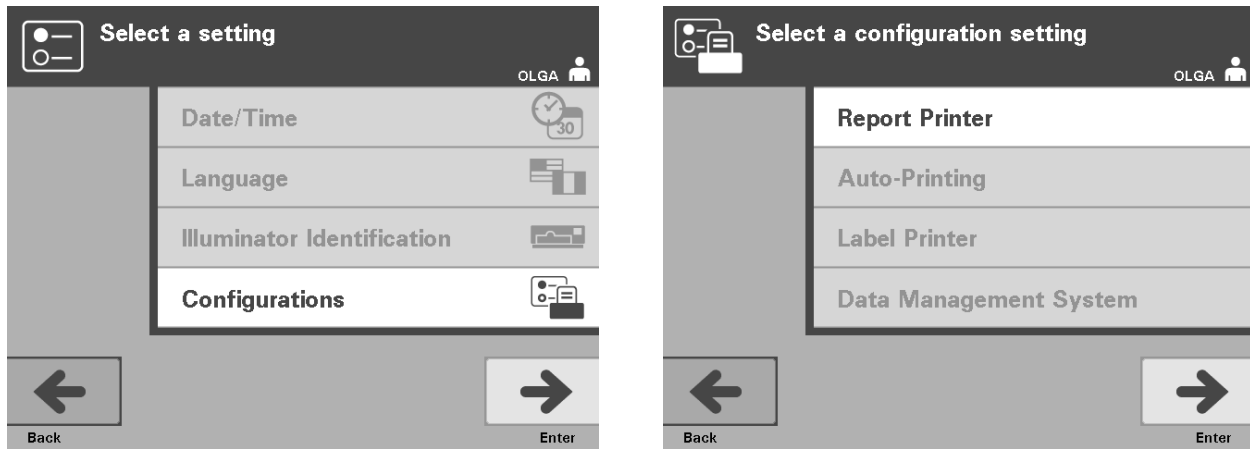 Select a setting
OLGA
Date/Time
30
Language
Illuminator Identification
Configurations
Back
Enter
Select a configuration setting
OLGA
Report Printer
Auto-Printing
Label Printer
Data Management System
Back
Enter